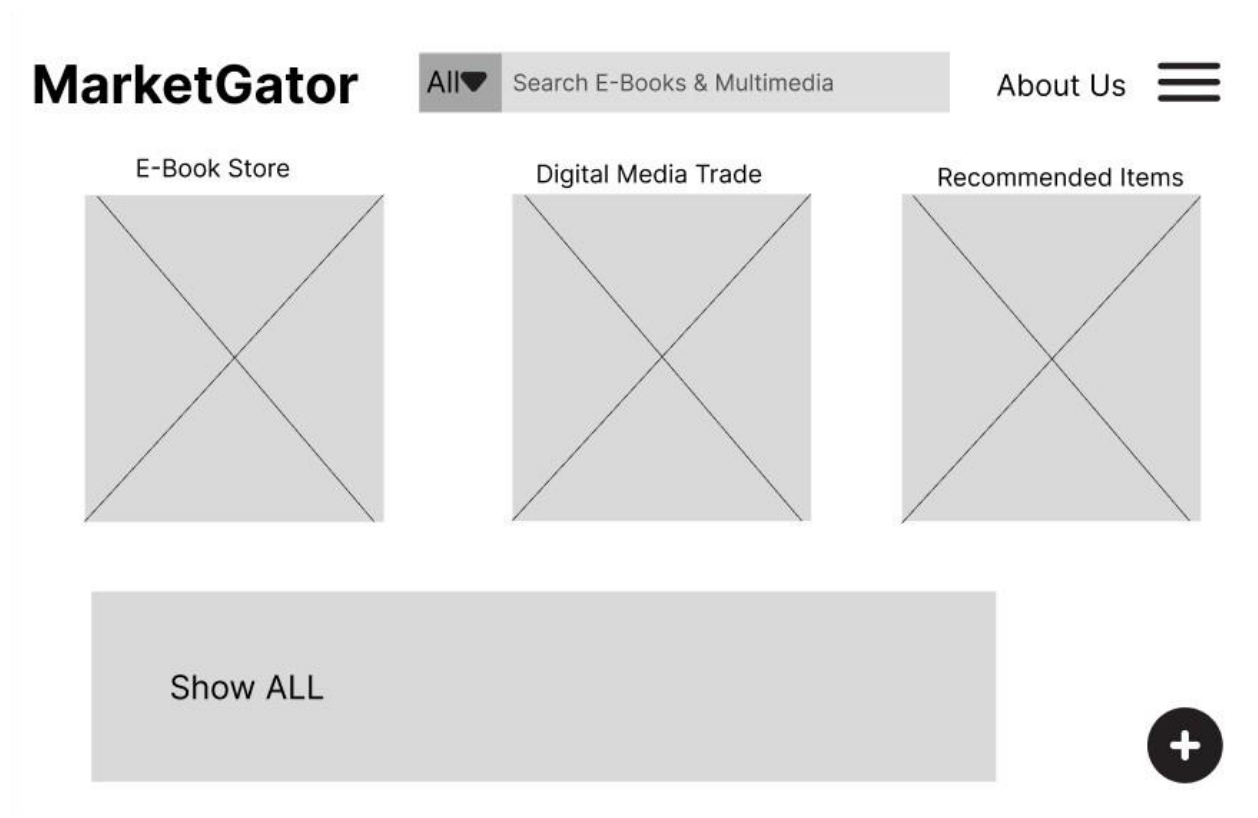 MarketGator
All
Search E-Books & Multimedia
About Us
E-Book Store
Digital Media Trade
Recommended Items
Show ALL